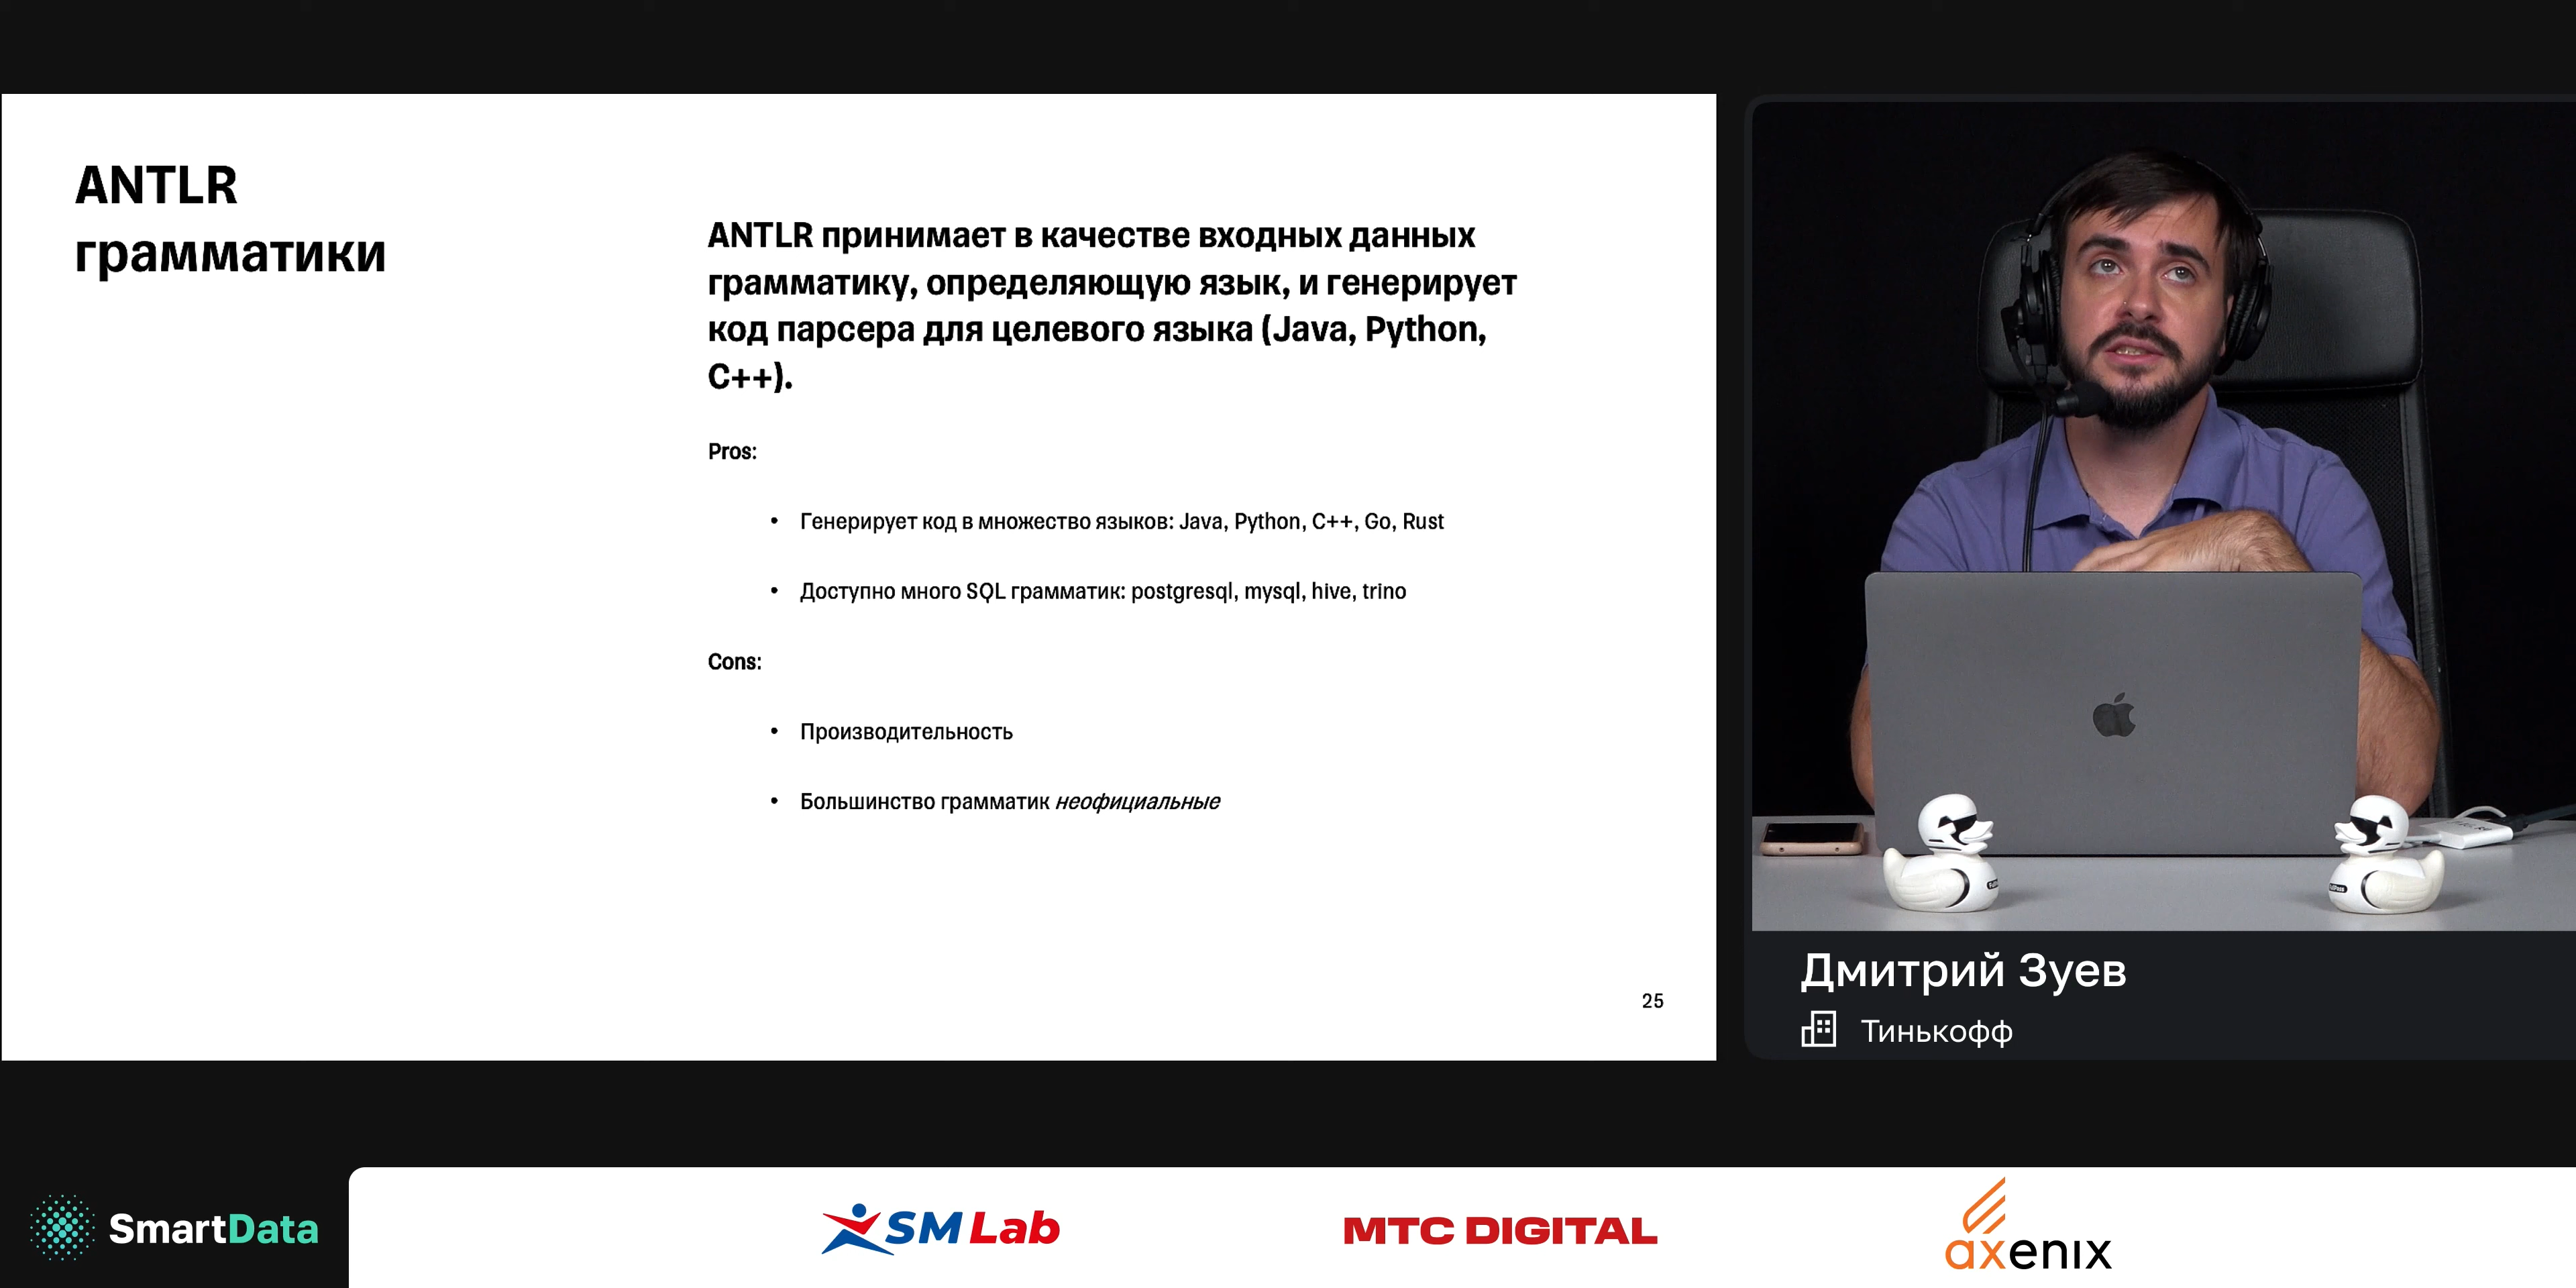 ANTLR
грамматики
ANTLR принимает в качестве входных данных
грамматику, определяющую язык, и генерирует
код парсера для целевого языка (Java, Python,
C++).
Pros:
• Генерирует код в множество языков: Java, Python, C++, Go, Rust
• Доступно много SQL грамматик: postgresql, mysql, hive, trino
Cons:
• Производительность
• Большинство грамматик неофициальные
25
Дмитрий Зуев
Тинькофф
SmartData
SM Lab
МТС DIGITAL
axenix